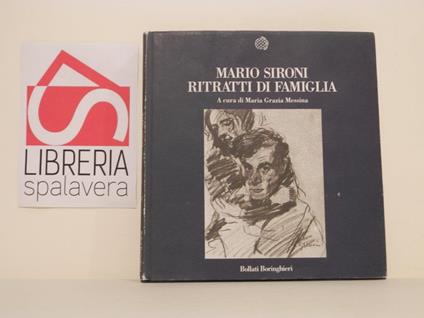 LIBRERIA
spalavera
MARIO SIRONI
RITRATTI DI FAMIGLIA
A cura di Maria Grazia Messina
Bollati Boringhieri